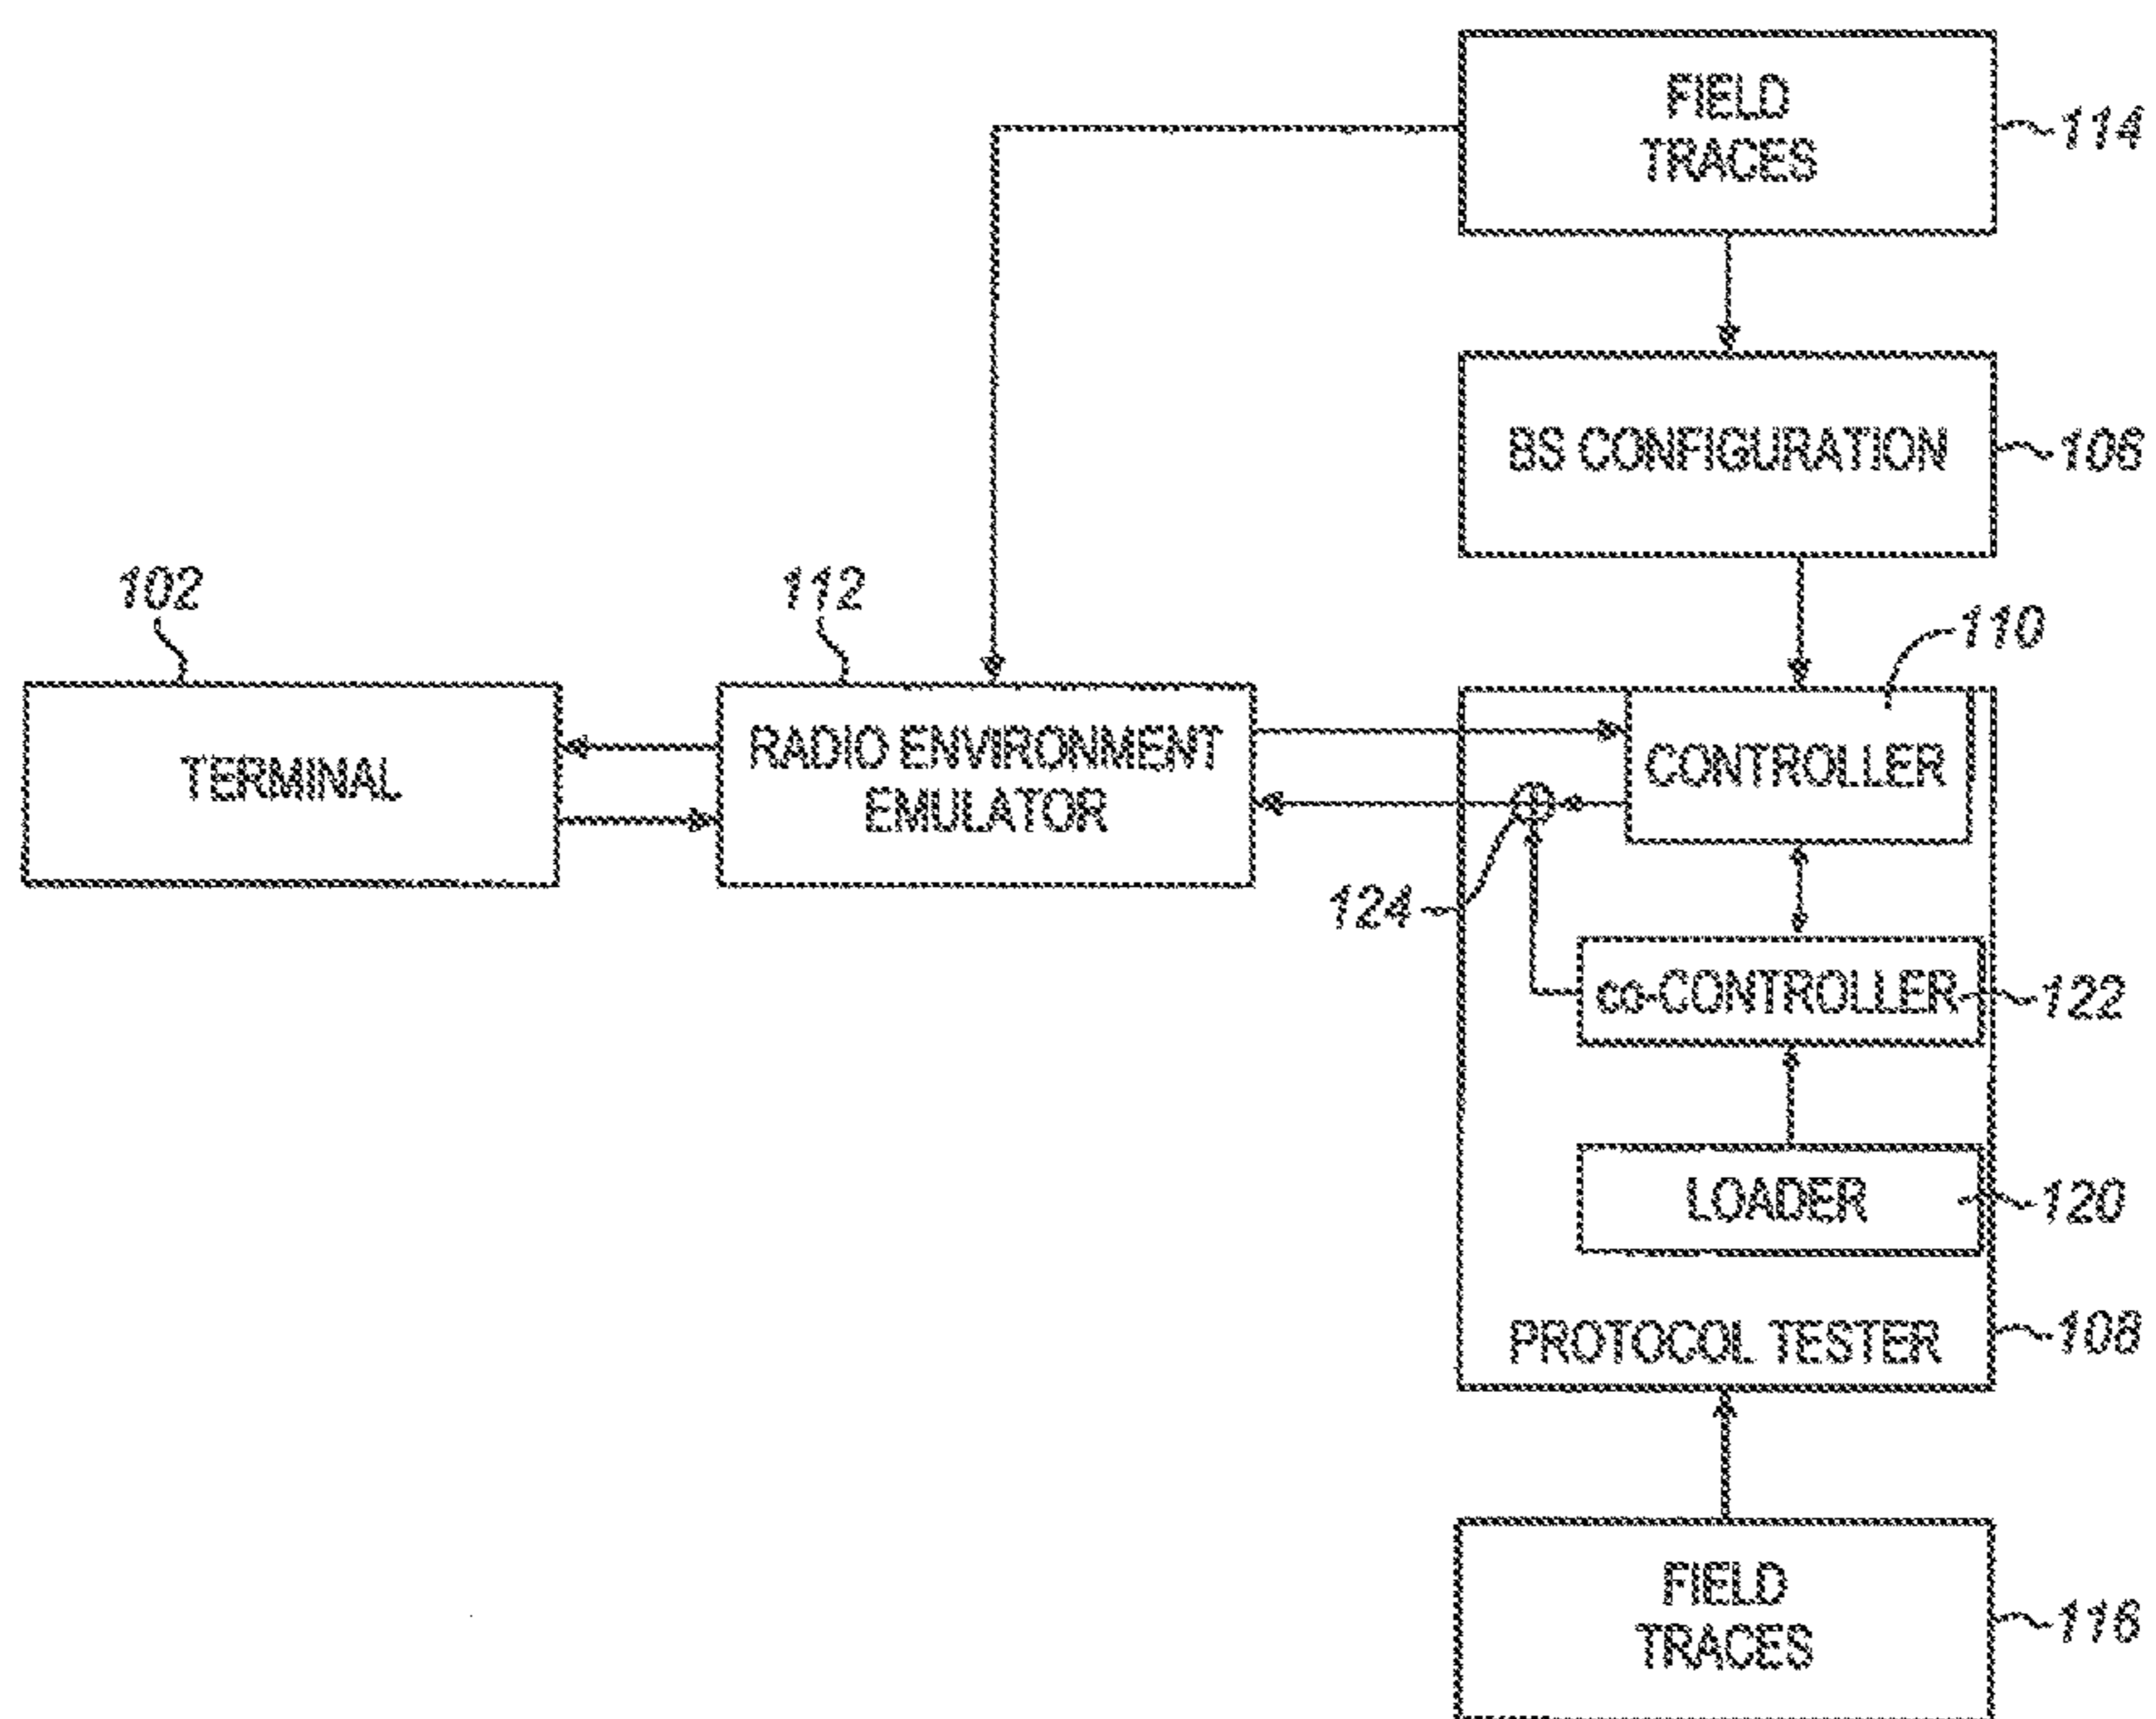 FIELD
TRACES
114
BS CONFIGURATION
106
102
112
110
TERMINAL
RADIO ENVIRONMENT
EMULATOR
CONTROLLER
124
co-CONTROLLER
122
LOADER
120
PROTOCOL TESTER
108
FIELD
TRACES
116